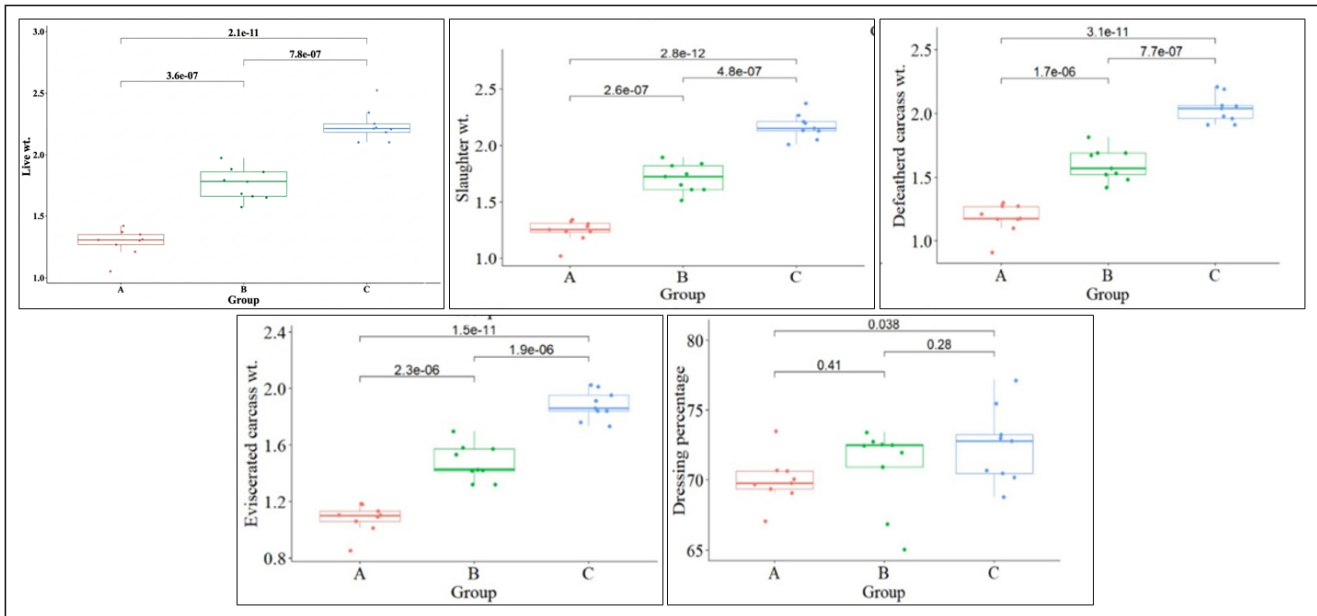 3.0
2.5
2.0
1.5
1.0
Live wt.
2.1e-11
7.8e-07
3.6e-07
A B C
Group
2.5
2.0
1.5
1.0
Slaughter wt.
2.8e-12
4.8e-07
2.6e-07
A B C
Group
2.5
2.0
1.5
1.0
Defeatherd carcass wt.
3.1e-11
7.7e-07
1.7e-06
A B C
Group
2.4
2.0
1.6
1.2
0.8
Eviscerated carcass wt.
1.5e-11
1.9e-06
2.3e-06
A B C
Group
80
75
70
65
Dressing percentage
0.038
0.28
0.41
A B C
Group